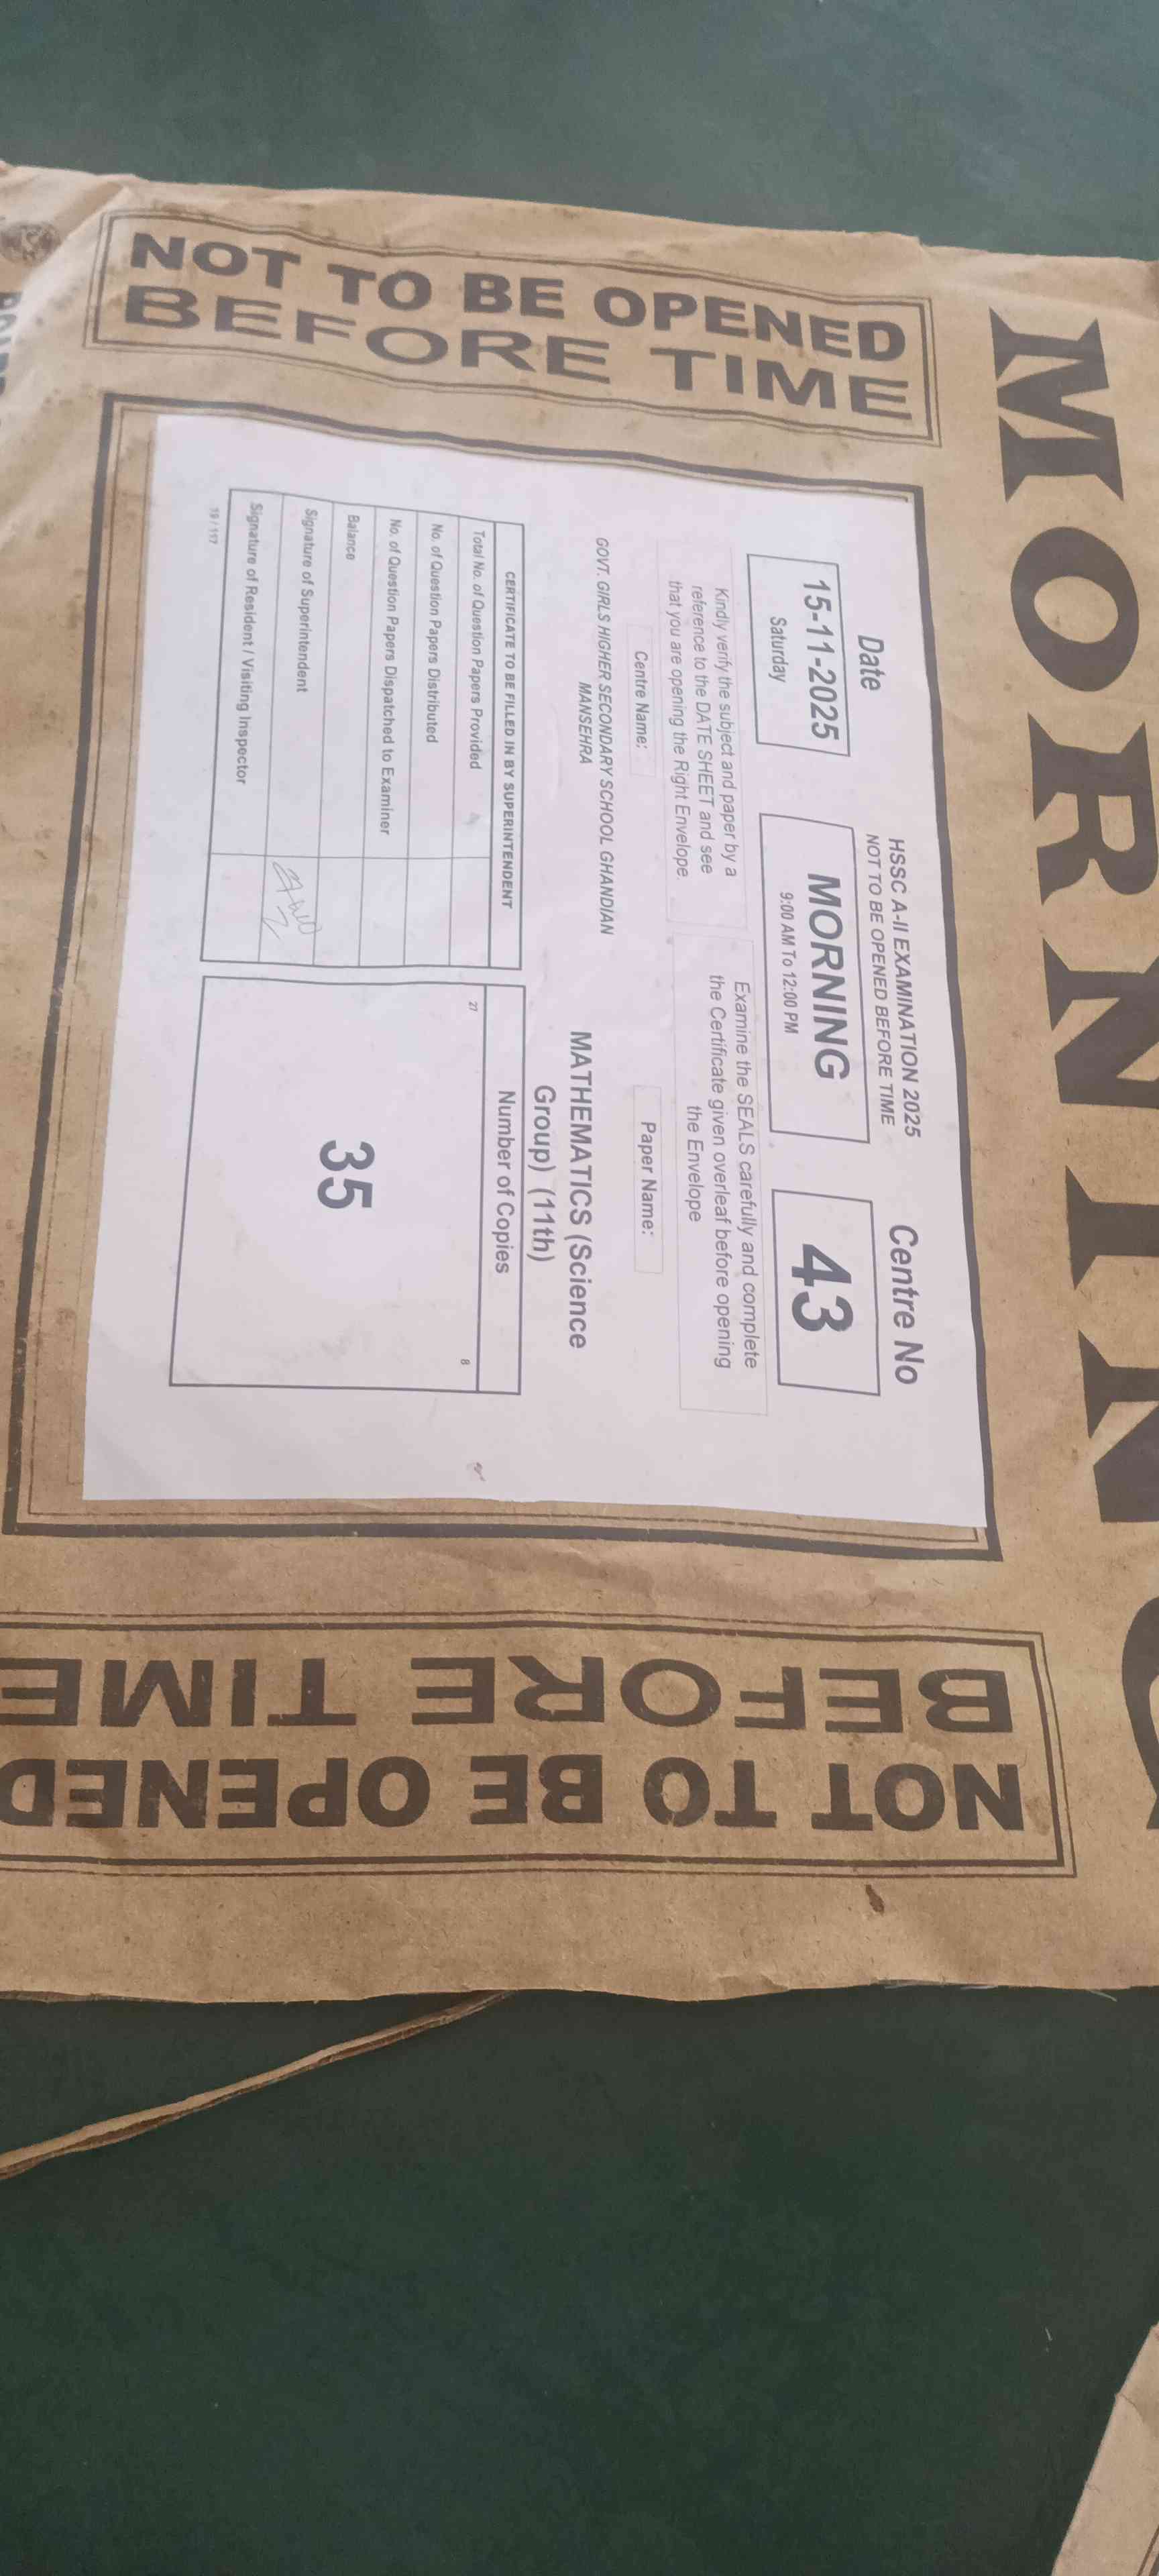 MORNING
NOT TO BE OPENED
BEFORE TIME
HSSC A-II EXAMINATION 2025
NOT TO BE OPENED BEFORE TIME
Date
15-11-2025
Saturday
MORNING
9:00 AM To 12:00 PM
Centre No
43
Kindly verify the subject and paper by a
reference to the DATE SHEET and see
that you are opening the Right Envelope.
Examine the SEALS carefully and complete
the Certificate given overleaf before opening
the Envelope
Centre Name:
Paper Name:
GOVT. GIRLS HIGHER SECONDARY SCHOOL GHANDIAN
MANSEHRA
MATHEMATICS (Science
Group) (11th)
CERTIFICATE TO BE FILLED IN BY SUPERINTENDENT
Total No. of Question Papers Provided
No. of Question Papers Distributed
No. of Question Papers Dispatched to Examiner
Balance
Signature of Superintendent
Signature of Resident / Visiting Inspector
Number of Copies
27
8
35
19 / 117
NOT TO BE OPENED
BEFORE TIME